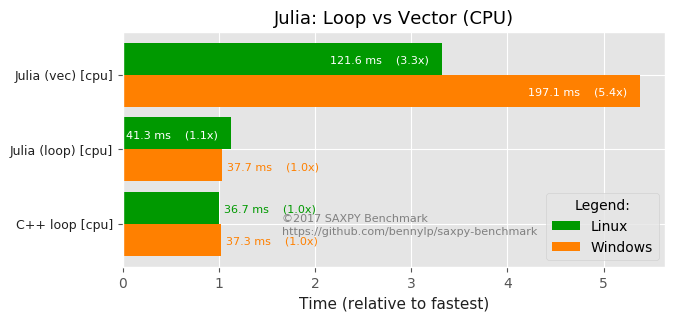 Julia: Loop vs Vector (CPU)
Julia (vec) [cpu]
121.6 ms (3.3x)
197.1 ms (5.4x)
Julia (loop) [cpu]
41.3 ms (1.1x)
37.7 ms (1.0x)
C++ loop [cpu]
36.7 ms (1.0x)
37.3 ms (1.0x)
©2017 SAXPY Benchmark
https://github.com/bennylp/saxpy-benchmark
Legend:
Linux
Windows
0 1 2 3 4 5
Time (relative to fastest)